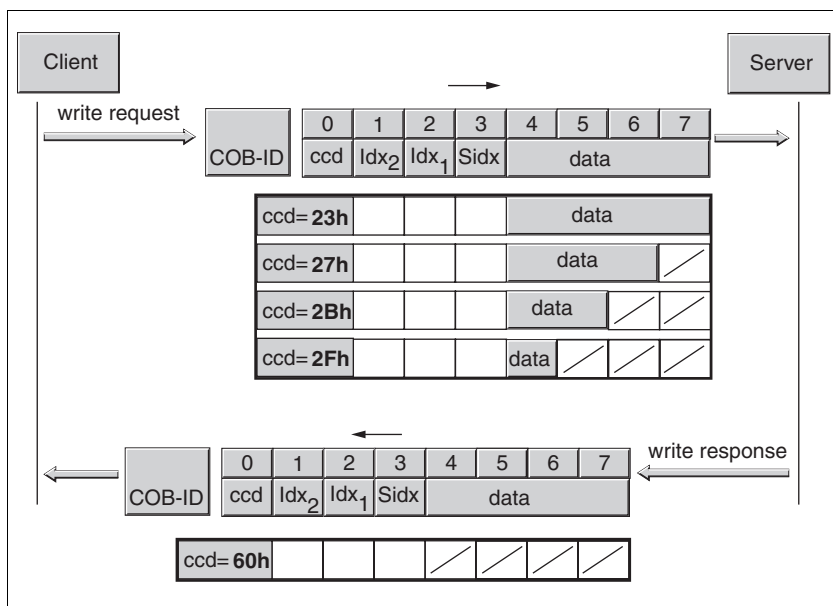 Client
Server
write request
COB-ID
0 1 2 3 4 5 6 7
ccd Idx2 Idx1 Sidx data
ccd= 23h data
ccd= 27h data
ccd= 2Bh data
ccd= 2Fh data
write response
COB-ID
0 1 2 3 4 5 6 7
ccd Idx2 Idx1 Sidx data
ccd= 60h